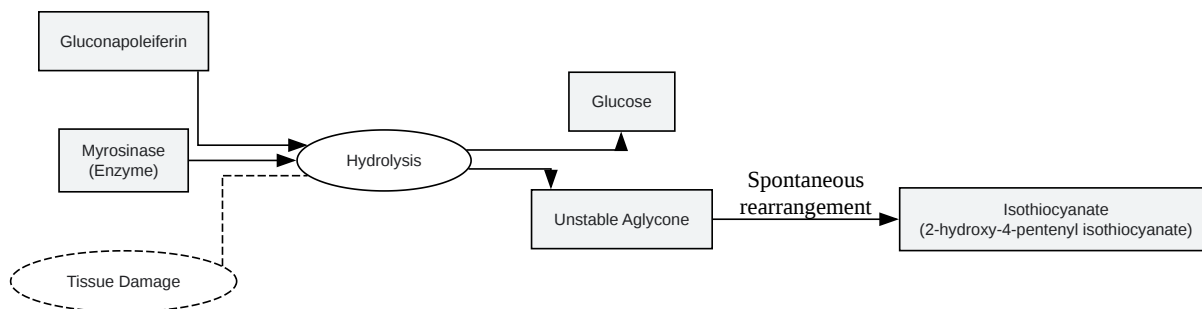 Gluconapoleiferin
Myrosinase
(Enzyme)
Tissue Damage
Hydrolysis
Glucose
Unstable Aglycone
Spontaneous
rearrangement
Isothiocyanate
(2-hydroxy-4-pentenyl isothiocyanate)